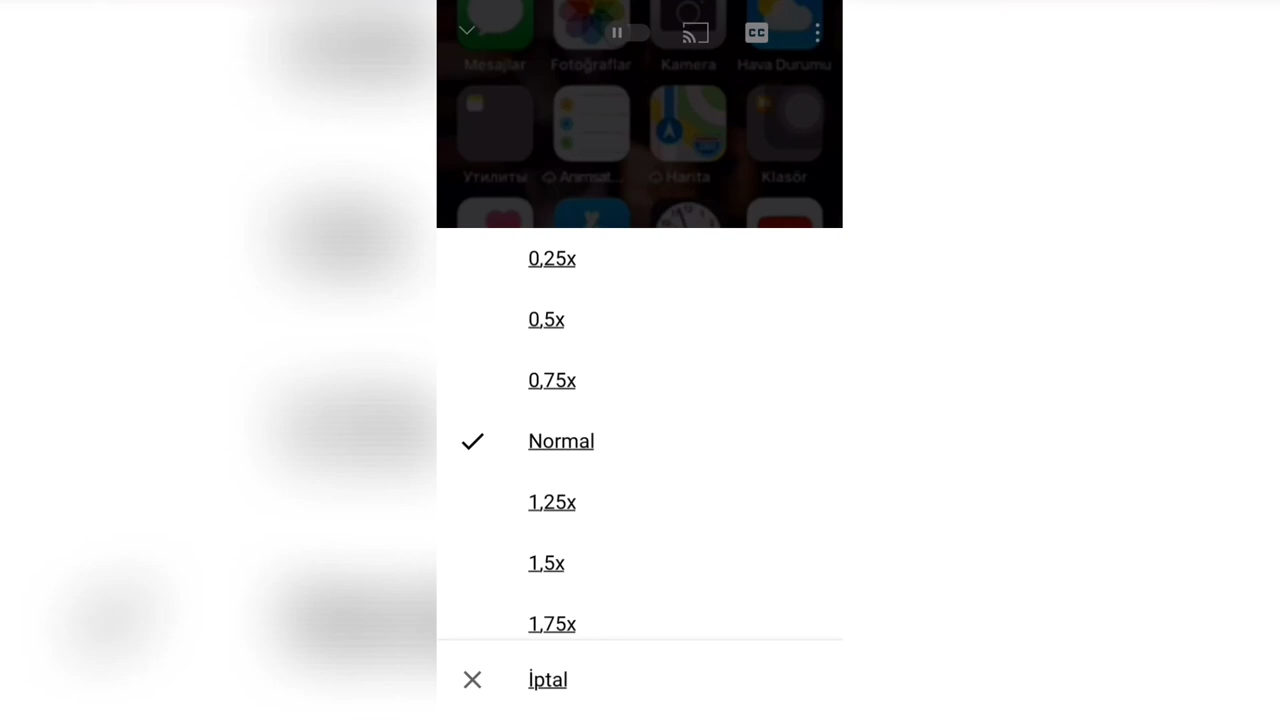 CC
Mesajlar Fotoğraflar Kamera Hava Durumu
Утилиты Anımsat... Harita Klasör
0,25x
0,5x
0,75x
Normal
1,25x
1,5x
1,75x
İptal